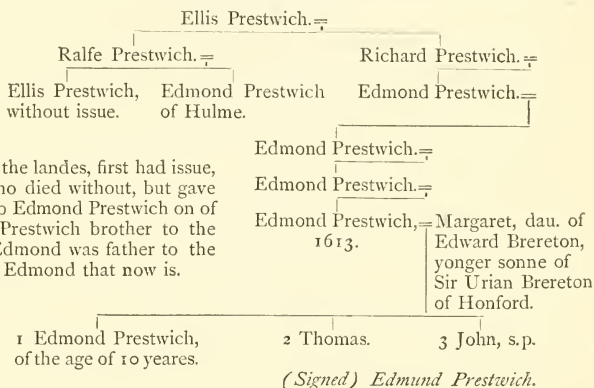 Ellis Prestwich.=
Ralfe Prestwich.=
Richard Prestwich.=
Ellis Prestwich,
without issue.
Edmond Prestwich
of Hulme.
Edmond Prestwich.=
Edmond Prestwich.=
the landes, first had issue,
no died without, but gave
o Edmond Prestwich on of
Prestwich brother to the
Edmond was father to the
Edmond that now is.
Edmond Prestwich.=
Edmond Prestwich,=
1613.
Margaret, dau. of
Edward Brereton,
yonger sonne of
Sir Urian Brereton
of Honford.
1 Edmond Prestwich,
of the age of 10 yeares.
2 Thomas.
3 John, s.p.
(Signed) Edmund Prestwich.